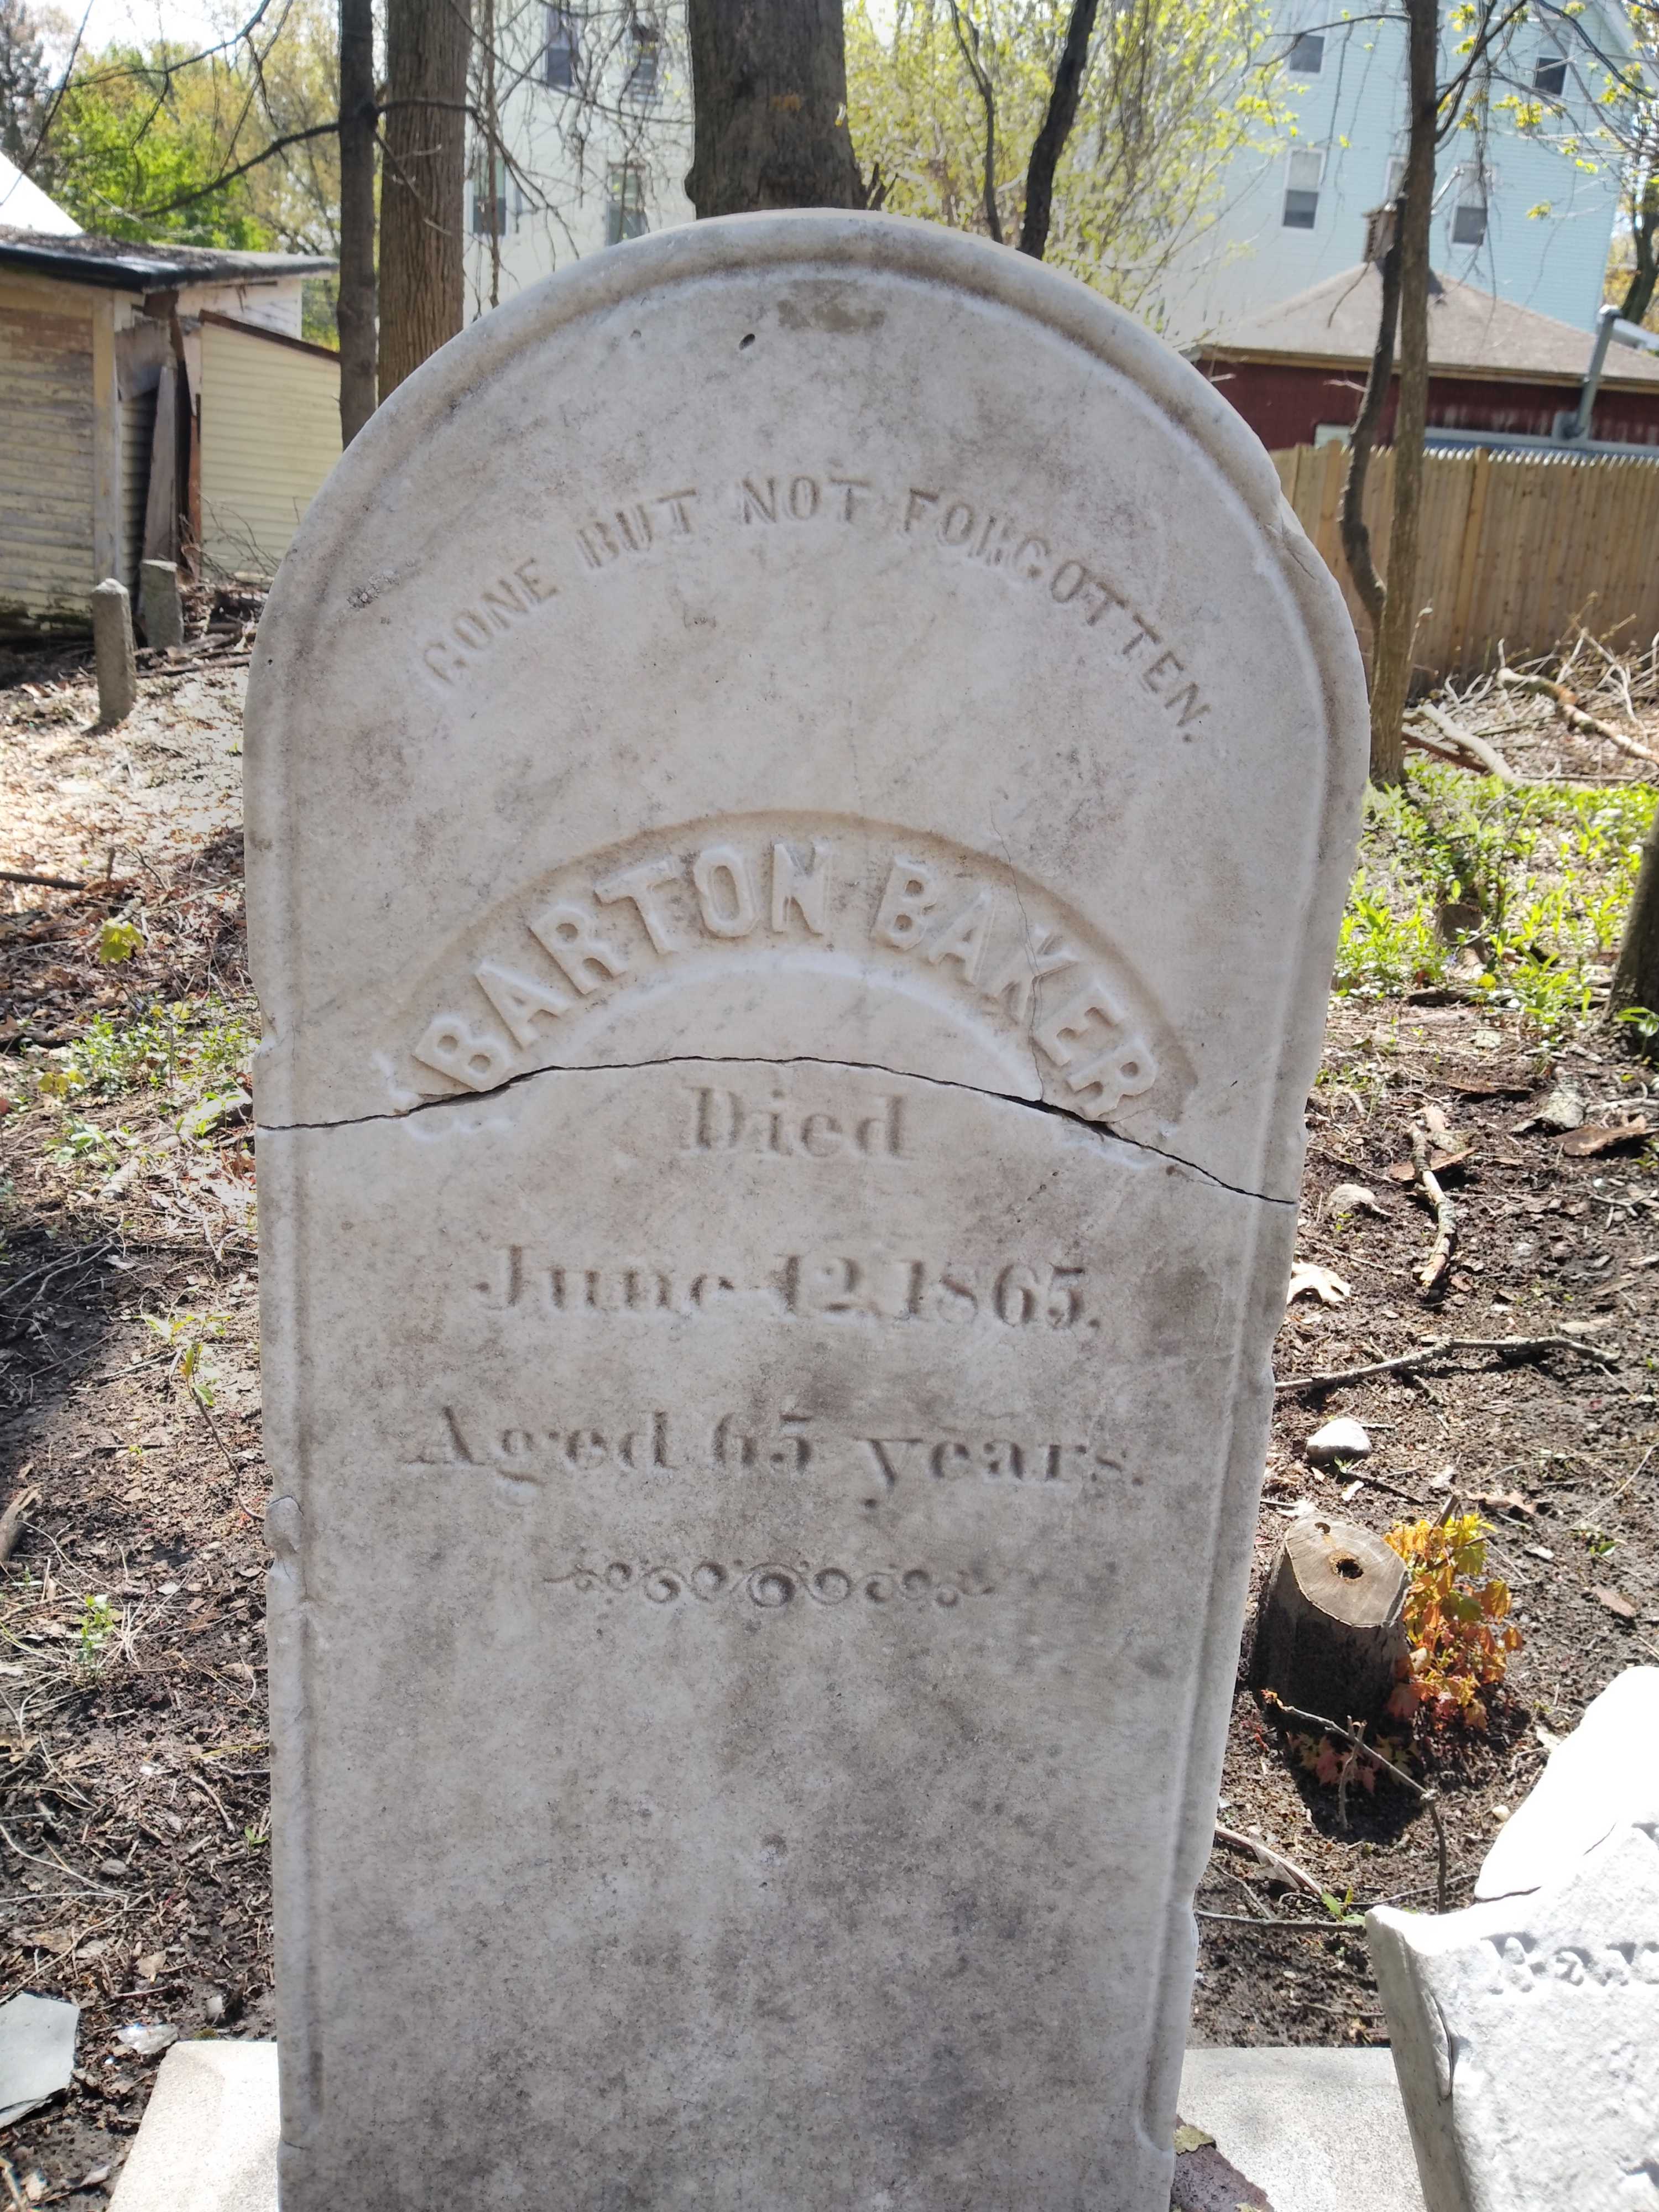 GONE BUT NOT FORGOTTEN.
BARTON BAKER
Died
June 12, 1865.
Aged 65 years.